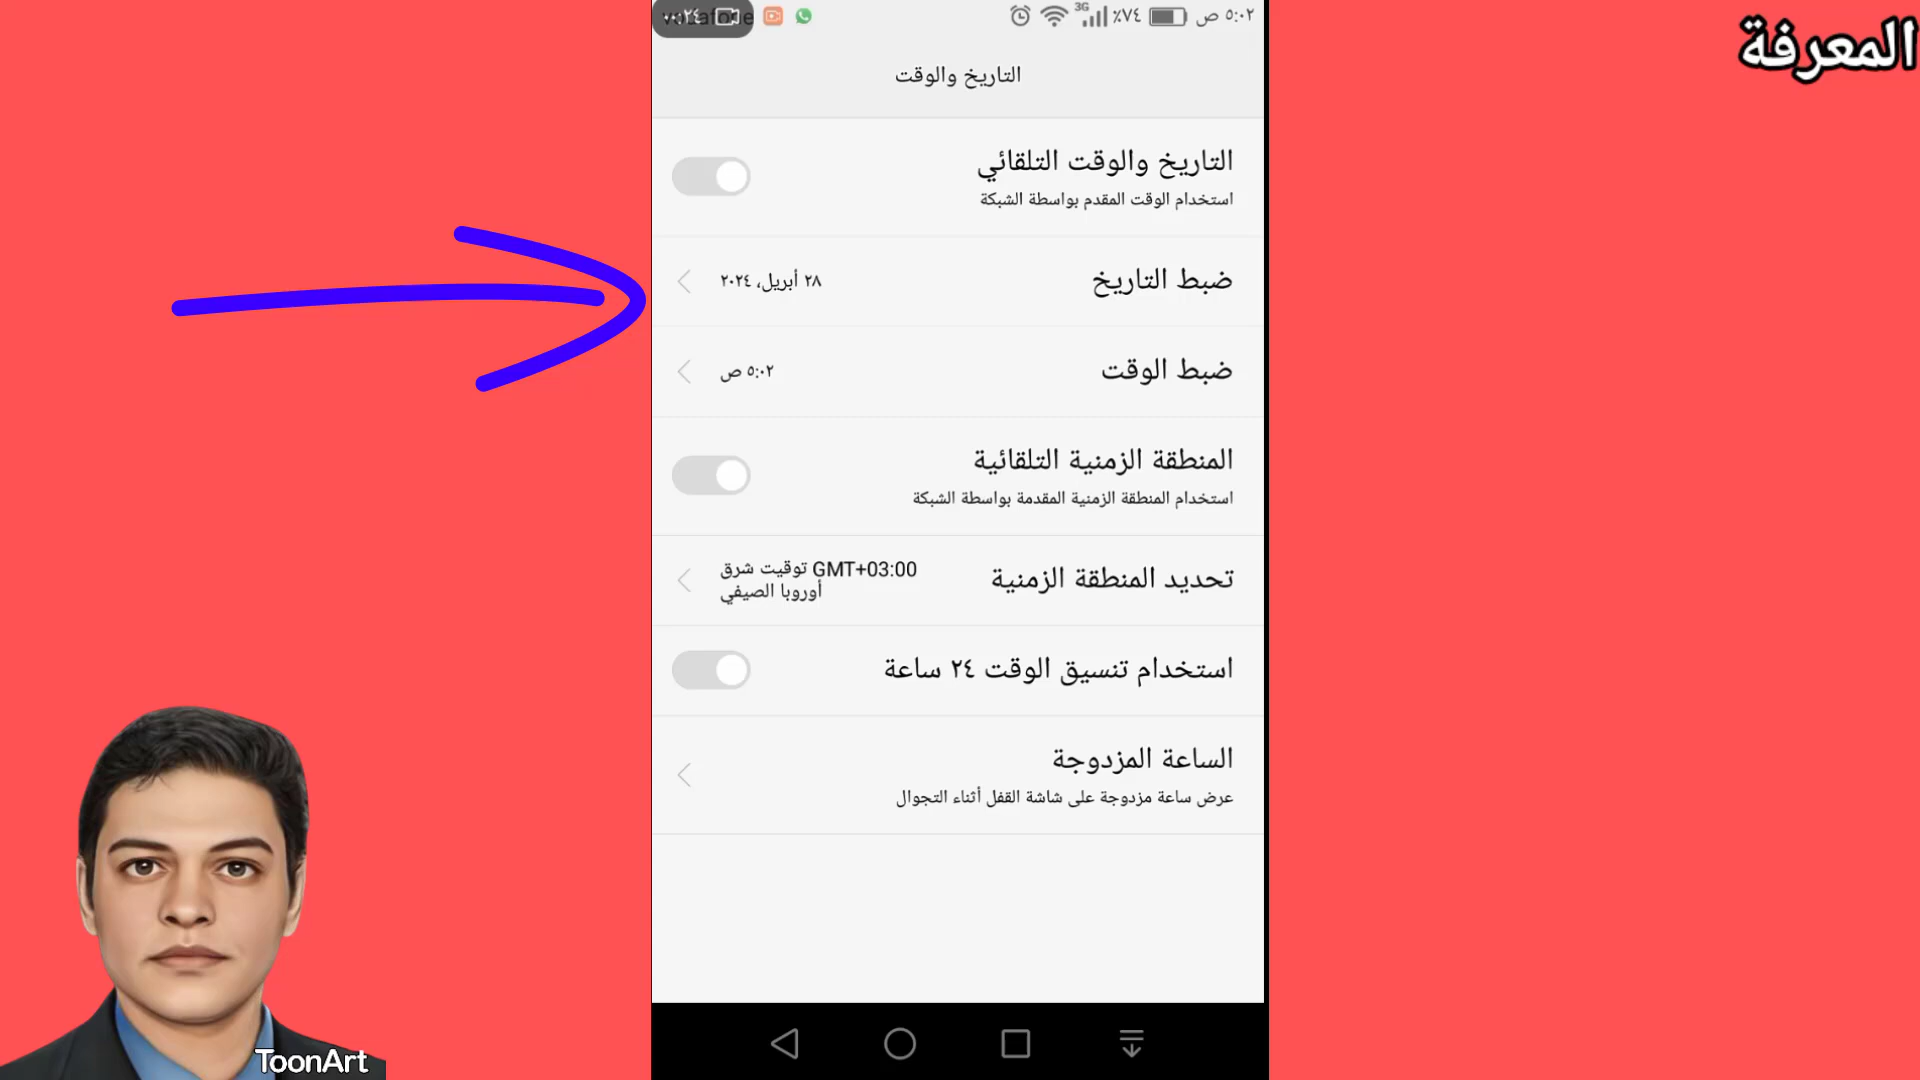 المعرفة
٥:٠٢ ص ٧٤٪ 3G ٠٠:٢٤
التاريخ والوقت
التاريخ والوقت التلقائي
استخدام الوقت المقدم بواسطة الشبكة
ضبط التاريخ ٢٨ أبريل، ٢٠٢٤
ضبط الوقت ٥:٠٢ ص
المنطقة الزمنية التلقائية
استخدام المنطقة الزمنية المقدمة بواسطة الشبكة
تحديد المنطقة الزمنية GMT+03:00 توقيت شرق
أوروبا الصيفي
استخدام تنسيق الوقت ٢٤ ساعة
الساعة المزدوجة
عرض ساعة مزدوجة على شاشة القفل أثناء التجوال
ToonArt